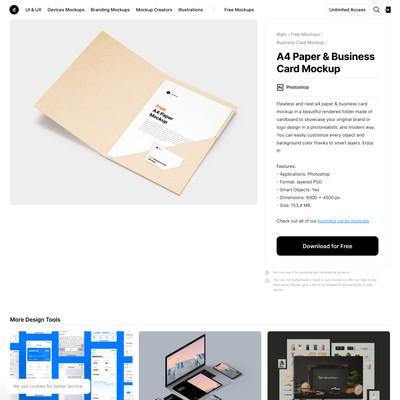 UI & UX Devices Mockups Branding Mockups Mockup Creators Illustrations Free Mockups Unlimited Access
Main / Free Mockups /
Business Card Mockup /
A4 Paper & Business
Card Mockup
Photoshop
Flawless and neat a4 paper & business card
mockup in a beautiful rendered folder made of
cardboard to showcase your original brand or
logo design in a photorealistic and modern way.
You can easily customize every object and
background color thanks to smart layers. Enjoy
it!
Features:
- Applications: Photoshop
- Format: layered PSD
- Smart Objects: Yes
- Dimensions: 6000 × 4500 px
- Size: 153,4 MB.
Check out all of our business cards mockups
Download for Free
Free
A4 Paper
Mockup
More Design Tools
We use cookies for better service.